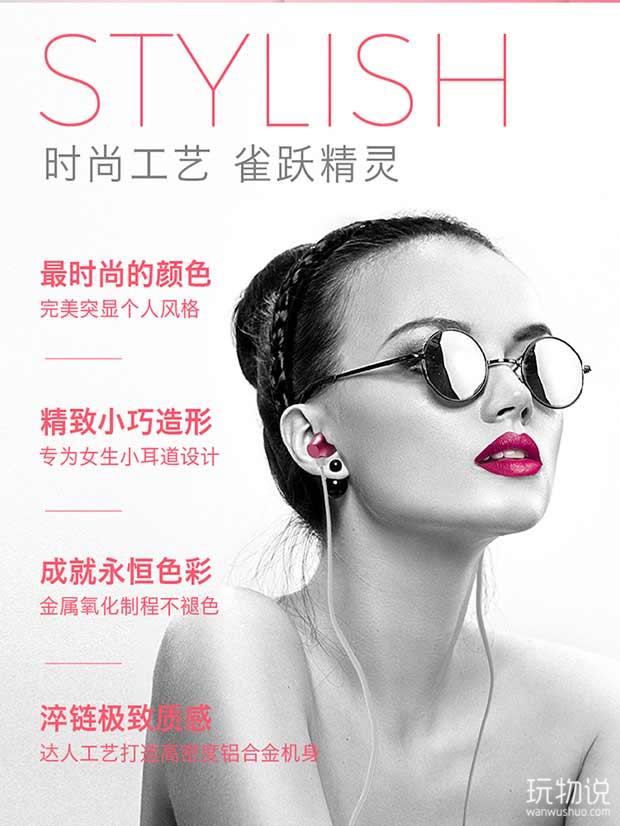 STYLISH
时尚工艺 雀跃精灵
最时尚的颜色
完美突显个人风格
精致小巧造形
专为女生小耳道设计
成就永恒色彩
金属氧化制程不褪色
淬链极致质感
达人工艺打造高密度铝合金机身
玩物说
wanwushuo.com